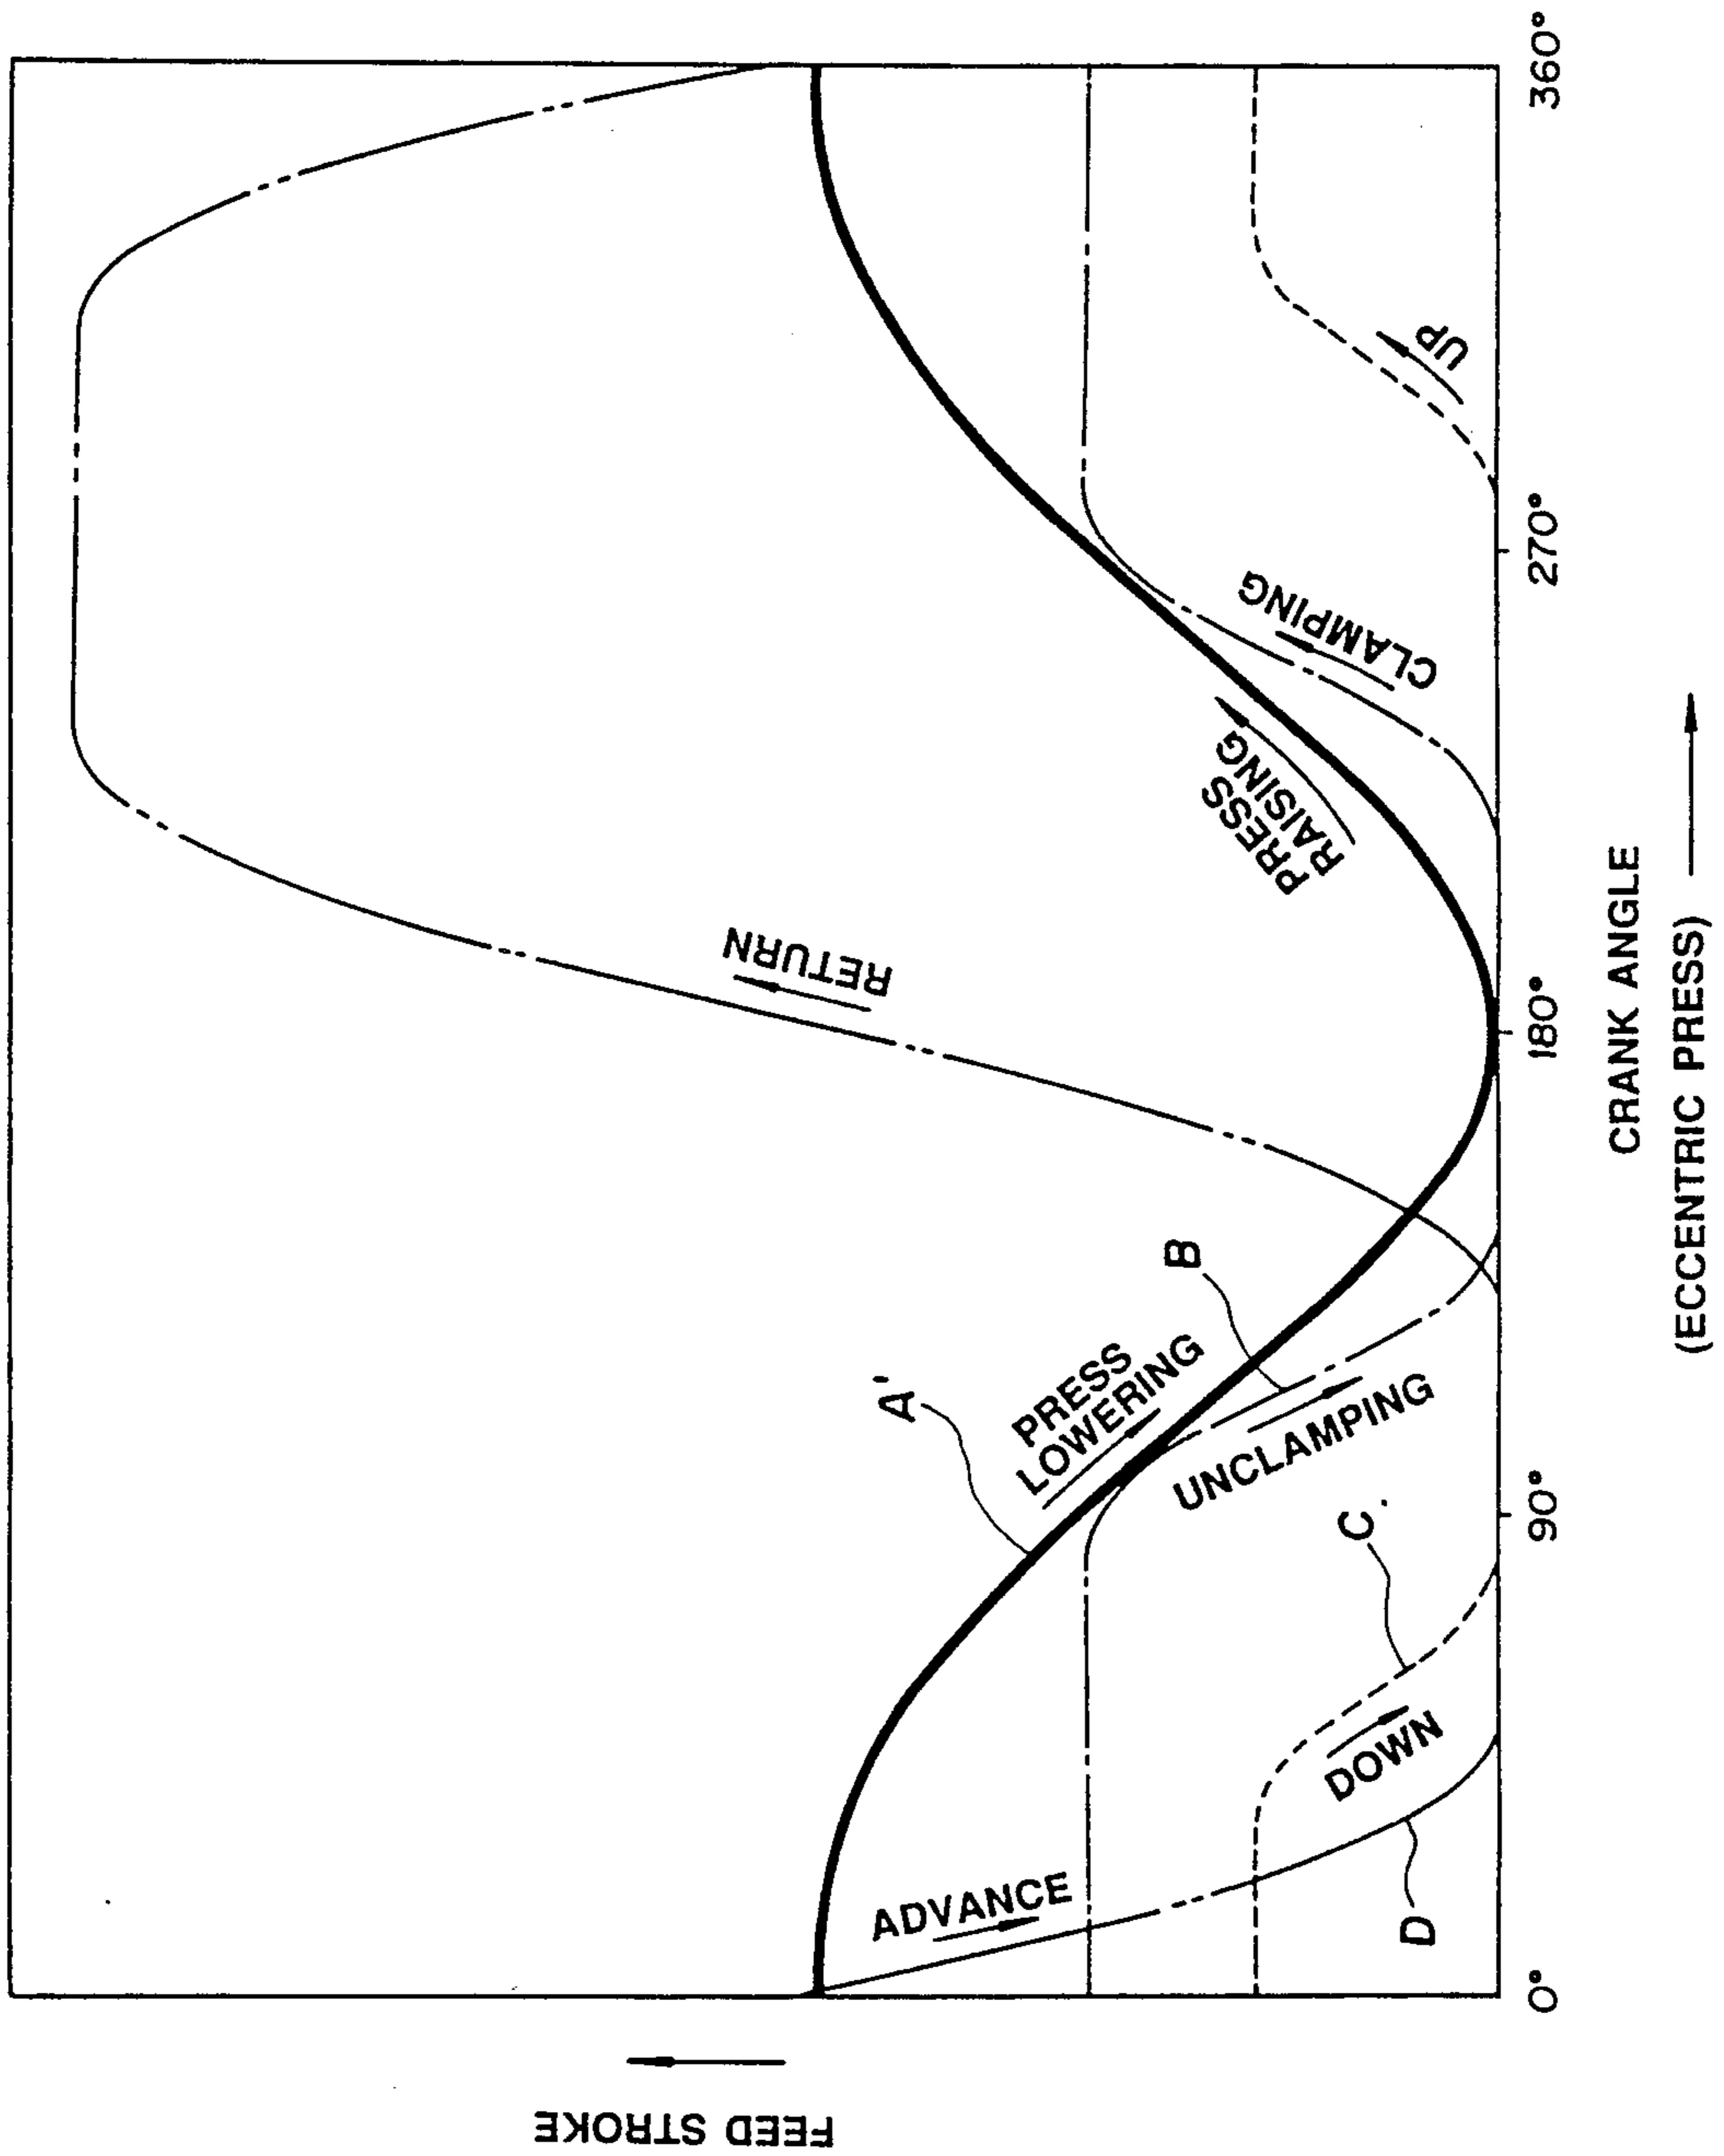 FEED STROKE
ADVANCE
D
DOWN
C
A'
PRESS
LOWERING
UNCLAMPING
B
RETURN
PRESS
RAISING
CLAMPING
UP
0°
90°
180°
270°
360°
CRANK ANGLE
(ECCENTRIC PRESS)